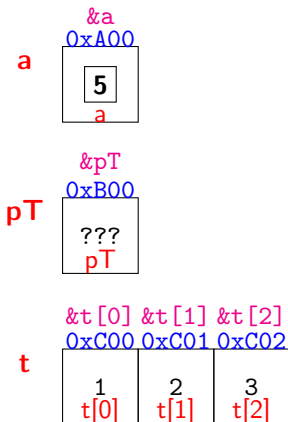 &a
0xA00
a
5
a
&pT
0xB00
pT
???
pT
&t[0] &t[1] &t[2]
0xC00 0xC01 0xC02
t
1 2 3
t[0] t[1] t[2]